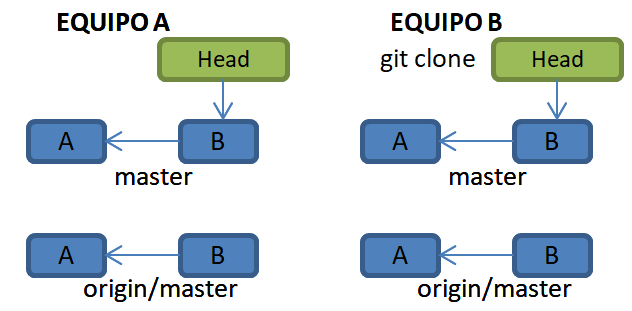 EQUIPO A
Head
A
B
master
A
B
origin/master
EQUIPO B
git clone
Head
A
B
master
A
B
origin/master